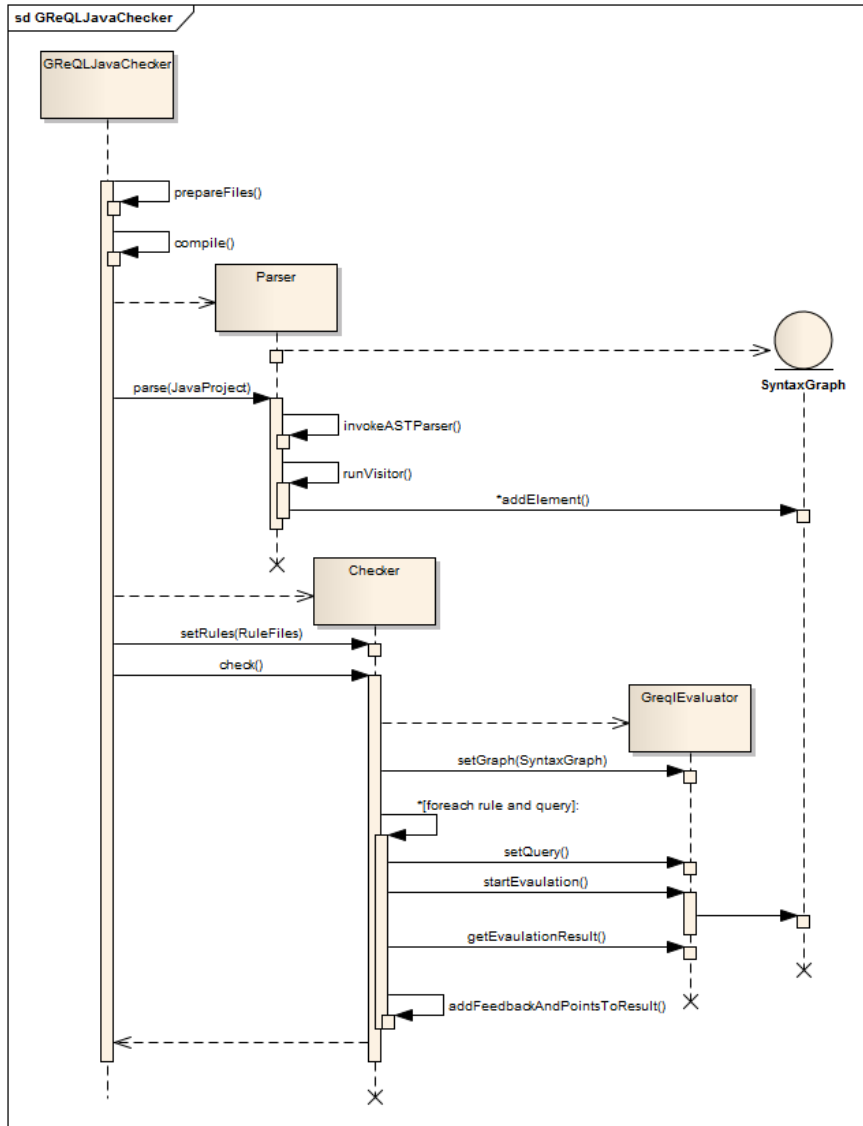 sd GReQLJavaChecker
GReQLJavaChecker
prepareFiles()
compile()
Parser
SyntaxGraph
parse(JavaProject)
invokeASTParser()
runVisitor()
*addElement()
Checker
setRules(RuleFiles)
check()
GreqlEvaluator
setGraph(SyntaxGraph)
*[foreach rule and query]:
setQuery()
startEvaulation()
getEvaulationResult()
addFeedbackAndPointsToResult()